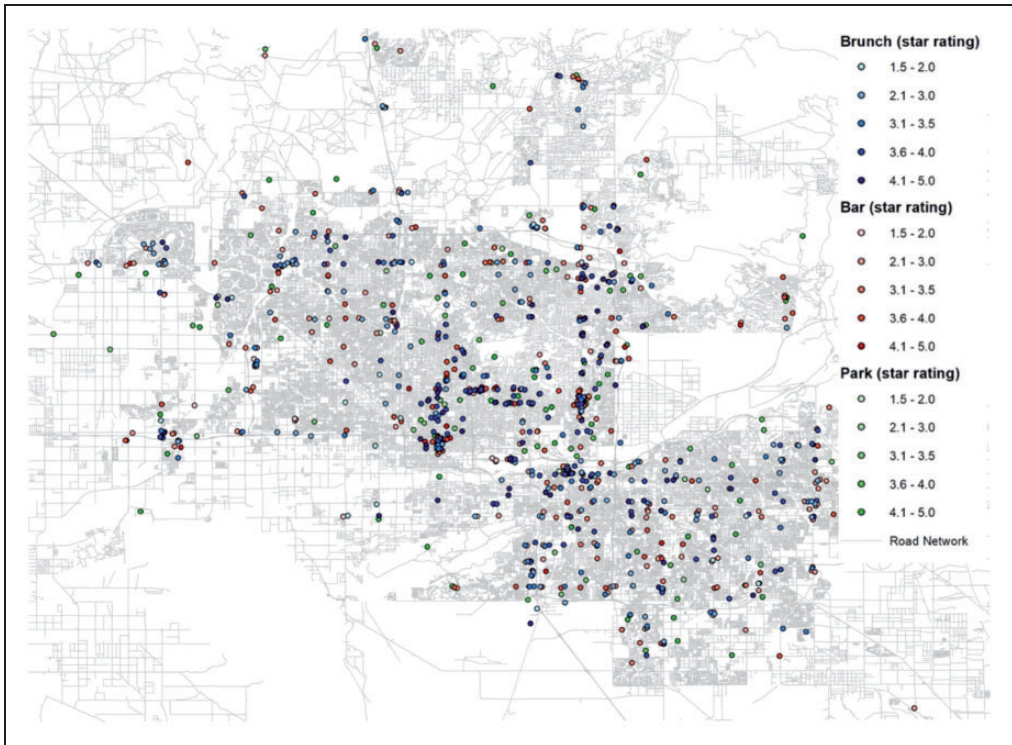 Brunch (star rating)
1.5 - 2.0
2.1 - 3.0
3.1 - 3.5
3.6 - 4.0
4.1 - 5.0
Bar (star rating)
1.5 - 2.0
2.1 - 3.0
3.1 - 3.5
3.6 - 4.0
4.1 - 5.0
Park (star rating)
1.5 - 2.0
2.1 - 3.0
3.1 - 3.5
3.6 - 4.0
4.1 - 5.0
Road Network